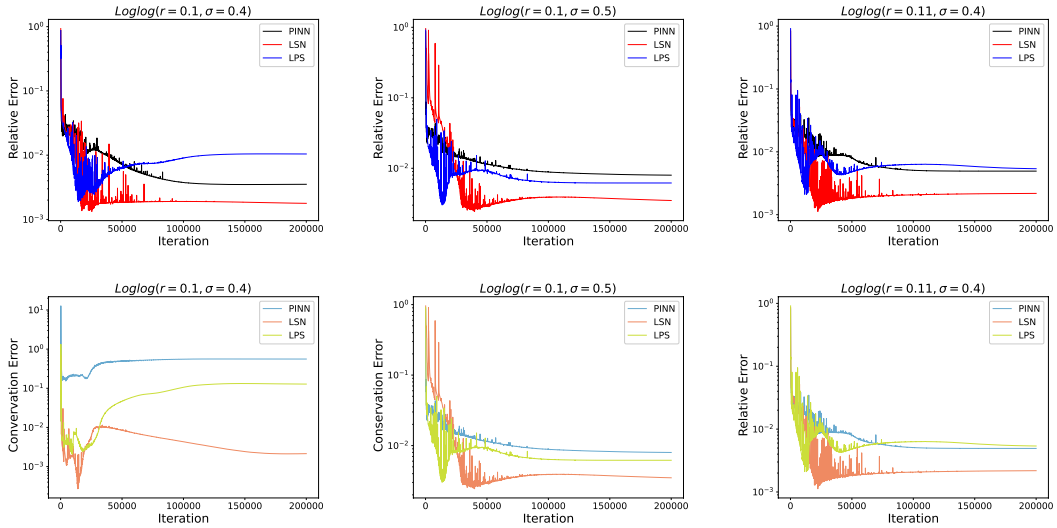 Loglog(r = 0.1, σ = 0.4)
Relative Error
10⁰
10⁻¹
10⁻²
10⁻³
PINN
LSN
LPS
0 50000 100000 150000 200000
Iteration
Loglog(r = 0.1, σ = 0.5)
Relative Error
10⁰
10⁻¹
10⁻²
PINN
LSN
LPS
0 50000 100000 150000 200000
Iteration
Loglog(r = 0.11, σ = 0.4)
Relative Error
10⁰
10⁻¹
10⁻²
10⁻³
PINN
LSN
LPS
0 50000 100000 150000 200000
Iteration
Loglog(r = 0.1, σ = 0.4)
Convervation Error
10¹
10⁰
10⁻¹
10⁻²
10⁻³
PINN
LSN
LPS
0 50000 100000 150000 200000
Iteration
Loglog(r = 0.1, σ = 0.5)
Conservation Error
10⁰
10⁻¹
10⁻²
PINN
LSN
LPS
0 50000 100000 150000 200000
Iteration
Loglog(r = 0.11, σ = 0.4)
Relative Error
10⁰
10⁻¹
10⁻²
10⁻³
PINN
LSN
LPS
0 50000 100000 150000 200000
Iteration